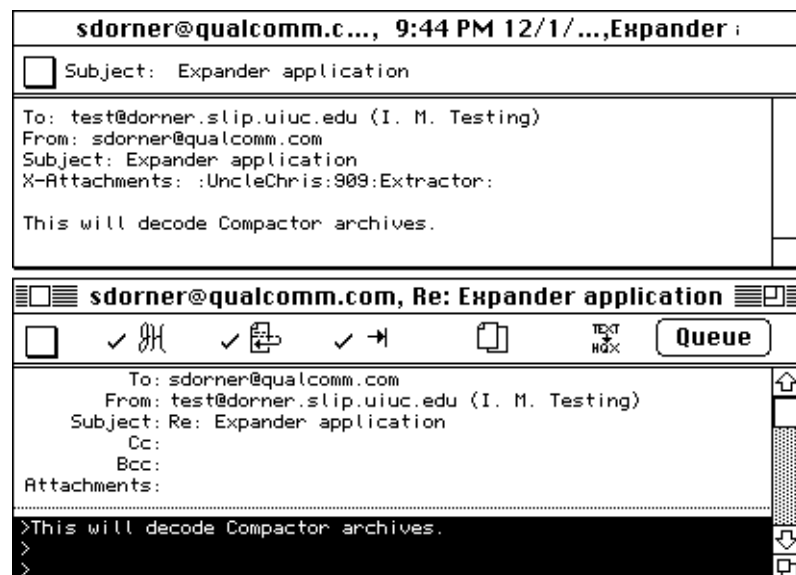 sdorner@qualcomm.c..., 9:44 PM 12/1/...,Expander
Subject: Expander application
To: test@dorner.slip.uiuc.edu (I. M. Testing)
From: sdorner@qualcomm.com
Subject: Expander application
X-Attachments: :UncleChris:909:Extractor:
This will decode Compactor archives.
sdorner@qualcomm.com, Re: Expander application
TEXT
HQX
Queue
To: sdorner@qualcomm.com
From: test@dorner.slip.uiuc.edu (I. M. Testing)
Subject: Re: Expander application
Cc:
Bcc:
Attachments:
>This will decode Compactor archives.
>
>